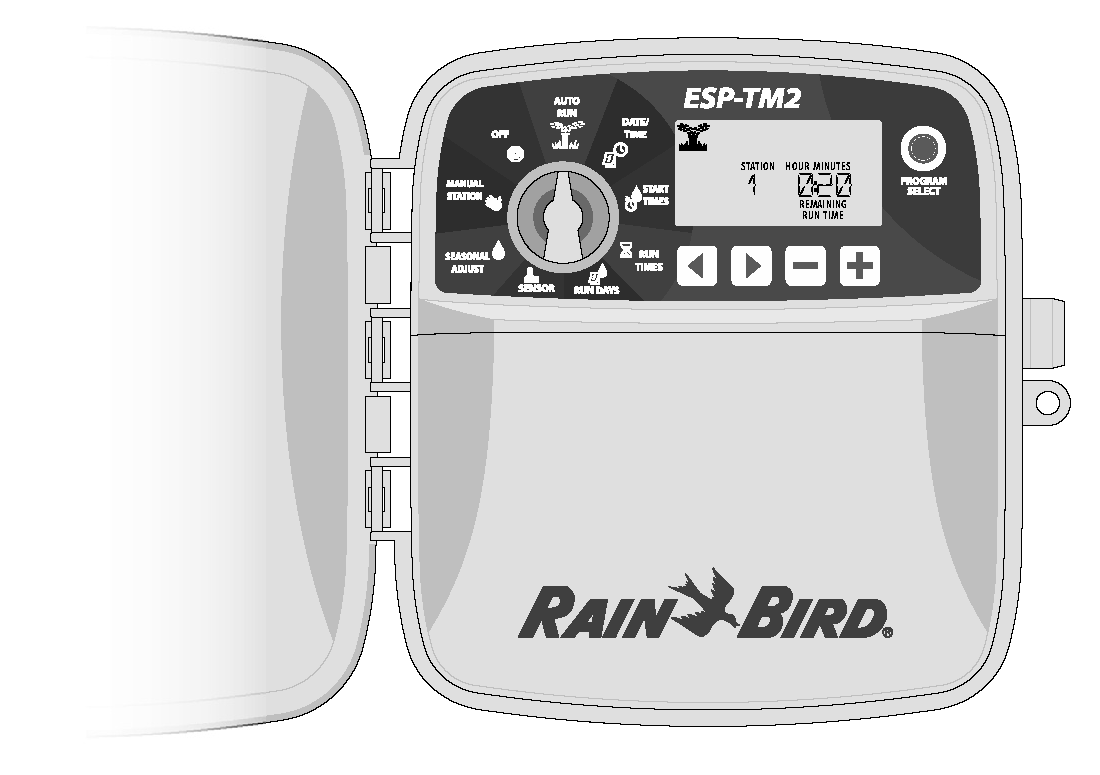 ESP-TM2
AUTO
RUN
DATE/
TIME
OFF
START
TIMES
MANUAL
STATION
RUN
TIMES
SEASONAL
ADJUST
SENSOR
RUN DAYS
STATION HOUR MINUTES
1 0:20
REMAINING
RUN TIME
PROGRAM
SELECT
RAIN BIRD®